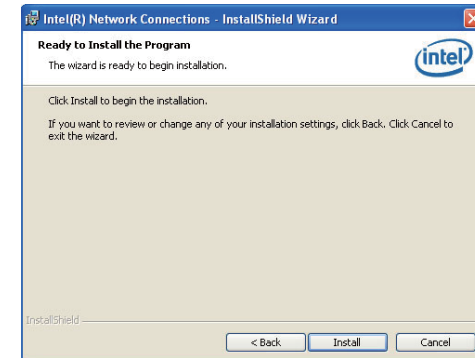 Intel(R) Network Connections - InstallShield Wizard
Ready to Install the Program
The wizard is ready to begin installation.
intel
Click Install to begin the installation.
If you want to review or change any of your installation settings, click Back. Click Cancel to
exit the wizard.
InstallShield
< Back Install Cancel